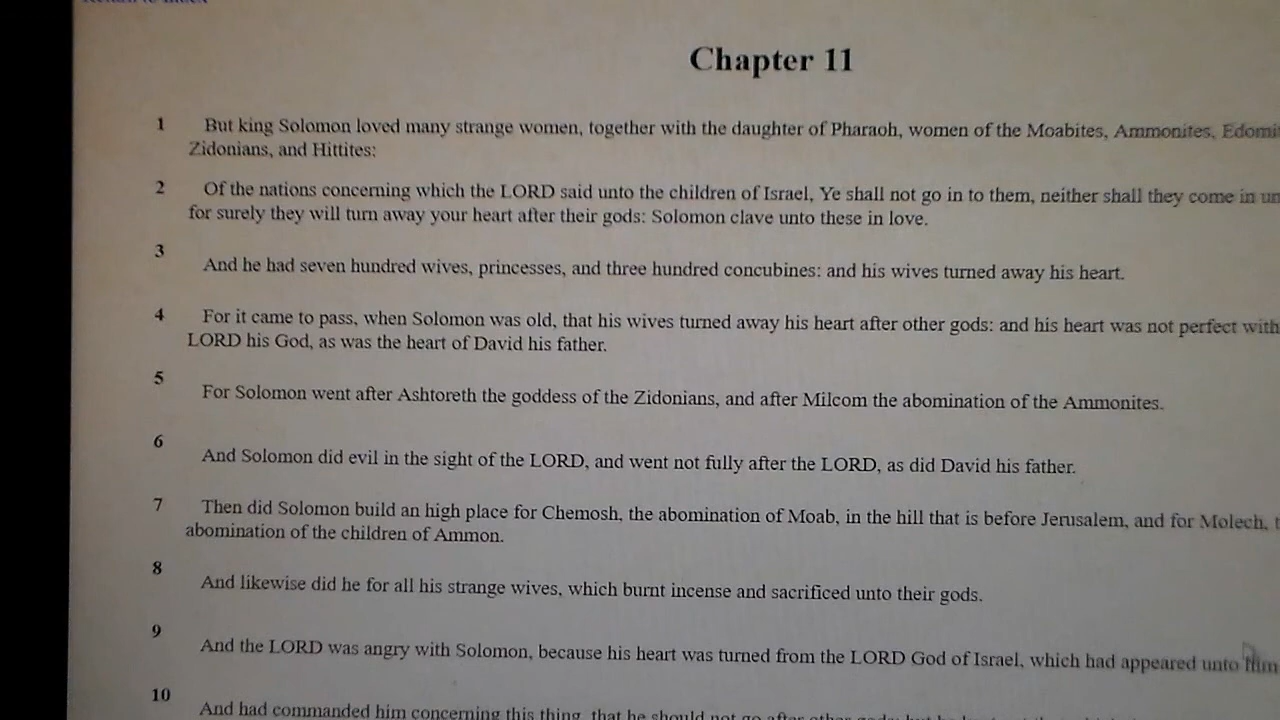 Chapter 11
1 But king Solomon loved many strange women, together with the daughter of Pharaoh, women of the Moabites, Ammonites, Edomit
Zidonians, and Hittites:
2 Of the nations concerning which the LORD said unto the children of Israel, Ye shall not go in to them, neither shall they come in un
for surely they will turn away your heart after their gods: Solomon clave unto these in love.
3 And he had seven hundred wives, princesses, and three hundred concubines: and his wives turned away his heart.
4 For it came to pass, when Solomon was old, that his wives turned away his heart after other gods: and his heart was not perfect with
LORD his God, as was the heart of David his father.
5 For Solomon went after Ashtoreth the goddess of the Zidonians, and after Milcom the abomination of the Ammonites.
6 And Solomon did evil in the sight of the LORD, and went not fully after the LORD, as did David his father.
7 Then did Solomon build an high place for Chemosh, the abomination of Moab, in the hill that is before Jerusalem, and for Molech, t
abomination of the children of Ammon.
8 And likewise did he for all his strange wives, which burnt incense and sacrificed unto their gods.
9 And the LORD was angry with Solomon, because his heart was turned from the LORD God of Israel, which had appeared unto him
10 And had commanded him concerning this thing, that he should not go after other